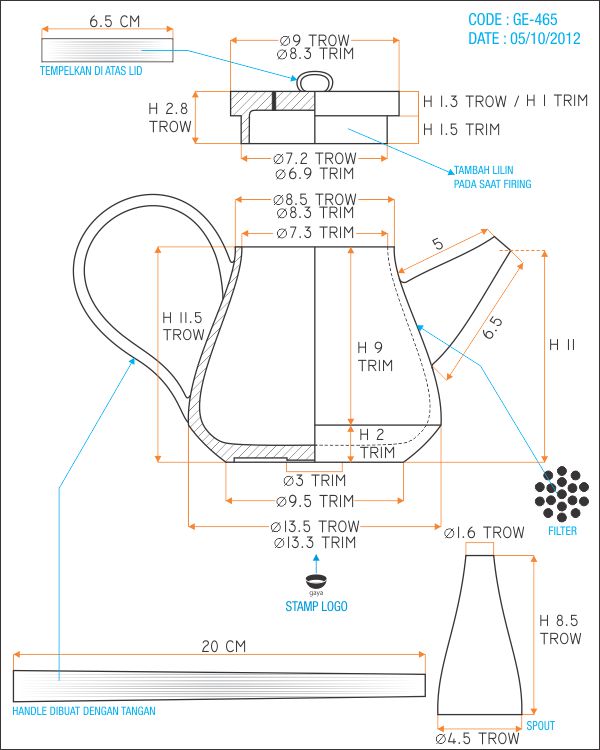 6.5 CM
TEMPELKAN DI ATAS LID
CODE : GE-465
DATE : 05/10/2012
Ø9 TROW
Ø8.3 TRIM
H 2.8
TROW
H 1.3 TROW / H 1 TRIM
H 1.5 TRIM
Ø7.2 TROW
Ø6.9 TRIM
TAMBAH LILIN
PADA SAAT FIRING
Ø8.5 TROW
Ø8.3 TRIM
Ø7.3 TRIM
5
6.5
H 11.5
TROW
H 9
TRIM
H 11
H 2
TRIM
Ø3 TRIM
Ø9.5 TRIM
Ø13.5 TROW
Ø13.3 TRIM
FILTER
gaya
STAMP LOGO
Ø1.6 TROW
H 8.5
TROW
20 CM
HANDLE DIBUAT DENGAN TANGAN
SPOUT
Ø4.5 TROW